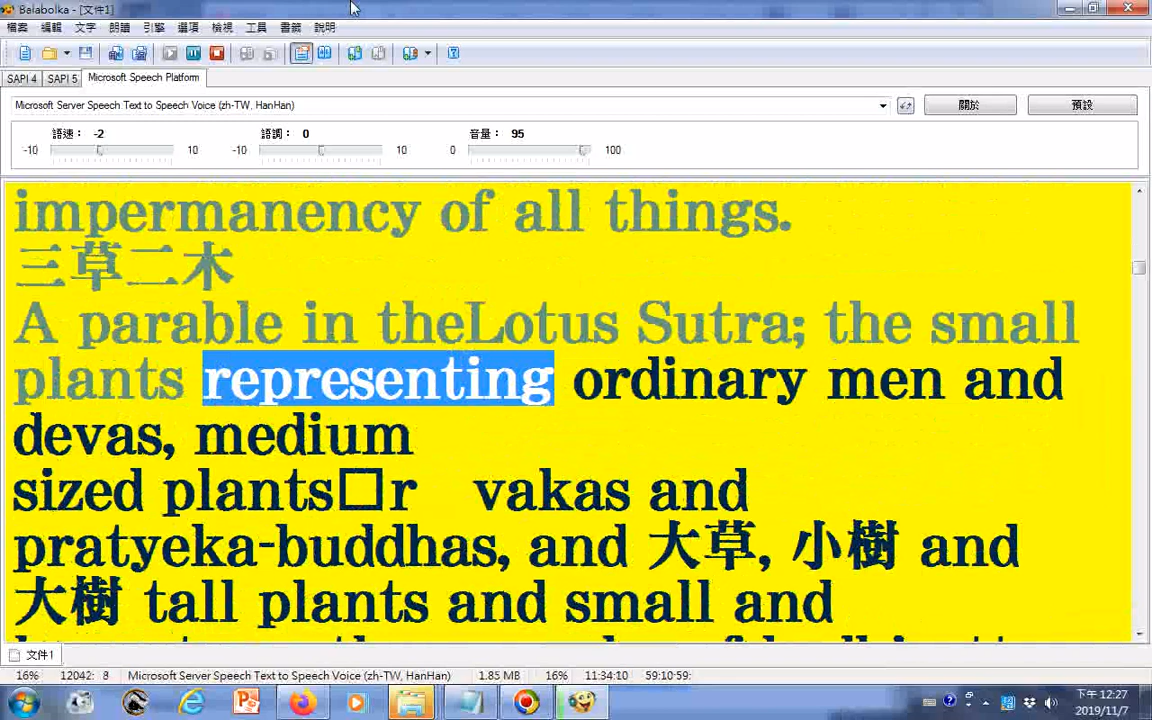 Balabolka - [文件1]
檔案 編輯 文字 朗讀 引擎 選項 檢視 工具 書籤 說明
SAPI 4 SAPI 5 Microsoft Speech Platform
Microsoft Server Speech Text to Speech Voice (zh-TW, HanHan) 關於 預設
語速： -2 語調： 0 音量： 95
-10 10 -10 10 0 100
impermanency of all things.
三草二木
A parable in theLotus Sutra; the small
plants representing ordinary men and
devas, medium
sized plants□r vakas and
pratyeka-buddhas, and 大草, 小樹 and
大樹 tall plants and small and
文件1
16% 12042: 8 Microsoft Server Speech Text to Speech Voice (zh-TW, HanHan) 1.85 MB 16% 11:34:10 59:10:59:
下午 12:27
2019/11/7